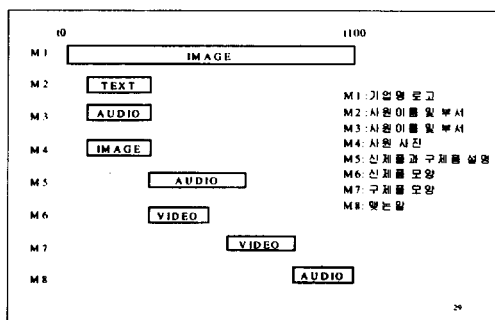 t0 t100
M1 IMAGE
M2 TEXT
M3 AUDIO
M4 IMAGE
M5 AUDIO
M6 VIDEO
M7 VIDEO
M8 AUDIO
M1:기업명 로고
M2:사원이름 및 부서
M3:사원이름 및 부서
M4:사원 사진
M5:신제품과 구제품 설명
M6:신제품 모양
M7:구제품 모양
M8:맺는말
29